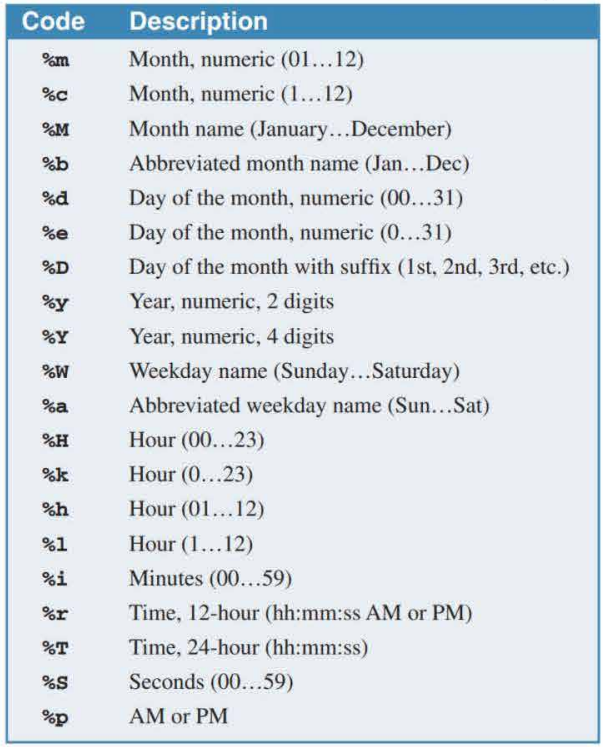 Code Description
%m Month, numeric (01…12)
%c Month, numeric (1…12)
%M Month name (January…December)
%b Abbreviated month name (Jan…Dec)
%d Day of the month, numeric (00…31)
%e Day of the month, numeric (0…31)
%D Day of the month with suffix (1st, 2nd, 3rd, etc.)
%y Year, numeric, 2 digits
%Y Year, numeric, 4 digits
%W Weekday name (Sunday…Saturday)
%a Abbreviated weekday name (Sun…Sat)
%H Hour (00…23)
%k Hour (0…23)
%h Hour (01…12)
%l Hour (1…12)
%i Minutes (00…59)
%r Time, 12-hour (hh:mm:ss AM or PM)
%T Time, 24-hour (hh:mm:ss)
%S Seconds (00…59)
%p AM or PM